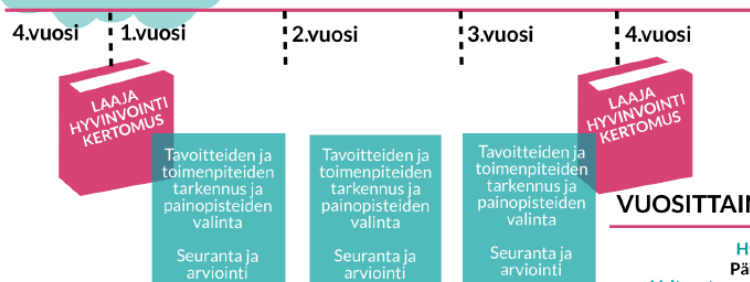 4.vuosi
1.vuosi
2.vuosi
3.vuosi
4.vuosi
LAAJA
HYVINVOINTI
KERTOMUS
LAAJA
HYVINVOINTI
KERTOMUS
Tavoitteiden ja
toimenpiteiden
tarkennus ja
painopisteiden
valinta
Seuranta ja
arviointi
Tavoitteiden ja
toimenpiteiden
tarkennus ja
painopisteiden
valinta
Seuranta ja
arviointi
Tavoitteiden ja
toimenpiteiden
tarkennus ja
painopisteiden
valinta
Seuranta ja
arviointi
VUOSITTAIN